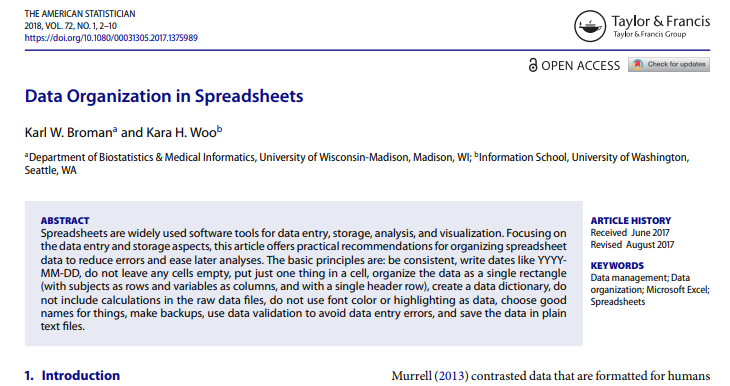 THE AMERICAN STATISTICIAN
2018, VOL. 72, NO. 1, 2–10
https://doi.org/10.1080/00031305.2017.1375989
Taylor & Francis
Taylor & Francis Group
OPEN ACCESS
Check for updates
Data Organization in Spreadsheets
Karl W. Bromanᵃ and Kara H. Wooᵇ
ᵃDepartment of Biostatistics & Medical Informatics, University of Wisconsin-Madison, Madison, WI; ᵇInformation School, University of Washington,
Seattle, WA
ABSTRACT
Spreadsheets are widely used software tools for data entry, storage, analysis, and visualization. Focusing on
the data entry and storage aspects, this article offers practical recommendations for organizing spreadsheet
data to reduce errors and ease later analyses. The basic principles are: be consistent, write dates like YYYY-
MM-DD, do not leave any cells empty, put just one thing in a cell, organize the data as a single rectangle
(with subjects as rows and variables as columns, and with a single header row), create a data dictionary, do
not include calculations in the raw data files, do not use font color or highlighting as data, choose good
names for things, make backups, use data validation to avoid data entry errors, and save the data in plain
text files.
ARTICLE HISTORY
Received June 2017
Revised August 2017
KEYWORDS
Data management; Data
organization; Microsoft Excel;
Spreadsheets
1. Introduction
Murrell (2013) contrasted data that are formatted for humans